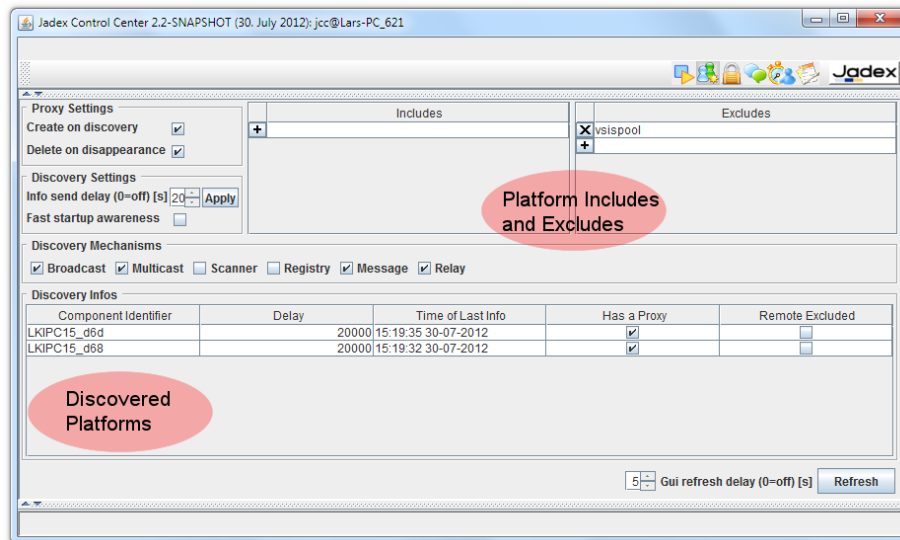 Jadex Control Center 2.2-SNAPSHOT (30. July 2012): jcc@Lars-PC_621
Jadex
Proxy Settings
Create on discovery
Delete on disappearance
Includes
+
Excludes
X vsispool
+
Discovery Settings
Info send delay (0=off) [s] 20 Apply
Fast startup awareness
Platform Includes
and Excludes
Discovery Mechanisms
Broadcast Multicast Scanner Registry Message Relay
Discovery Infos
Component Identifier Delay Time of Last Info Has a Proxy Remote Excluded
LKIPC15_d6d 20000 15:19:35 30-07-2012
LKIPC15_d68 20000 15:19:32 30-07-2012
Discovered
Platforms
5 Gui refresh delay (0=off) [s] Refresh